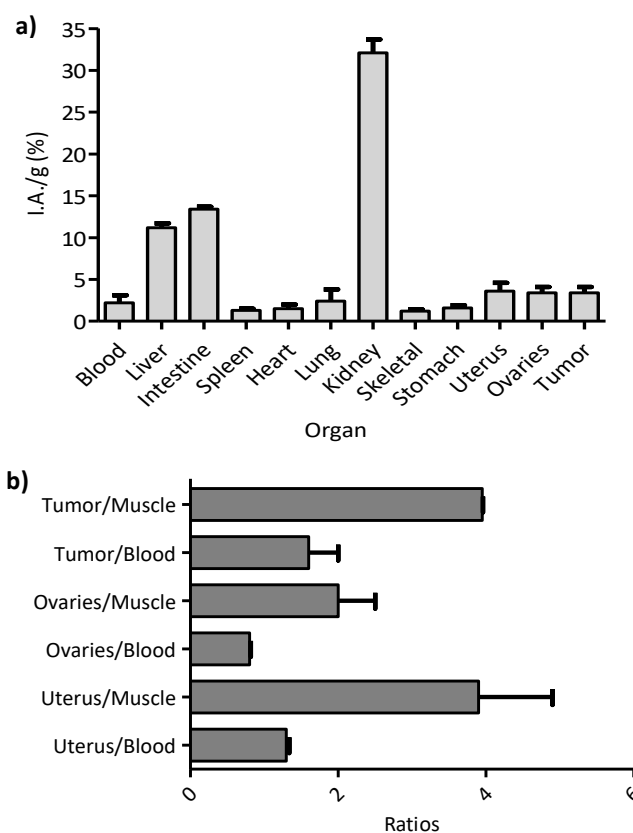 a)
35
30
25
20
15
10
5
0
I.A./g (%)
Blood
Liver
Intestine
Spleen
Heart
Lung
Kidney
Skeletal
Stomach
Uterus
Ovaries
Tumor
Organ
b)
Tumor/Muscle
Tumor/Blood
Ovaries/Muscle
Ovaries/Blood
Uterus/Muscle
Uterus/Blood
0
2
4
6
Ratios